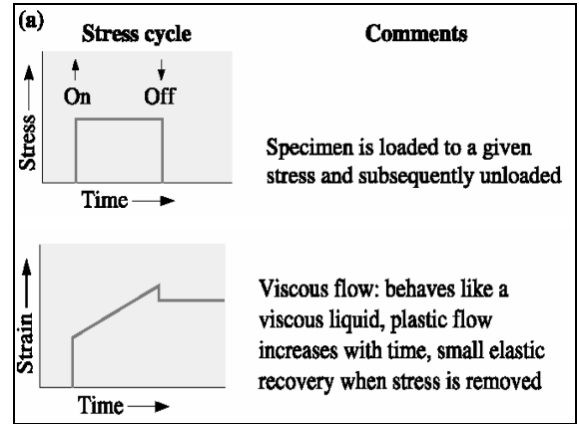 (a)
Stress cycle
Comments
On
Off
Stress
Time
Specimen is loaded to a given
stress and subsequently unloaded
Strain
Time
Viscous flow: behaves like a
viscous liquid, plastic flow
increases with time, small elastic
recovery when stress is removed